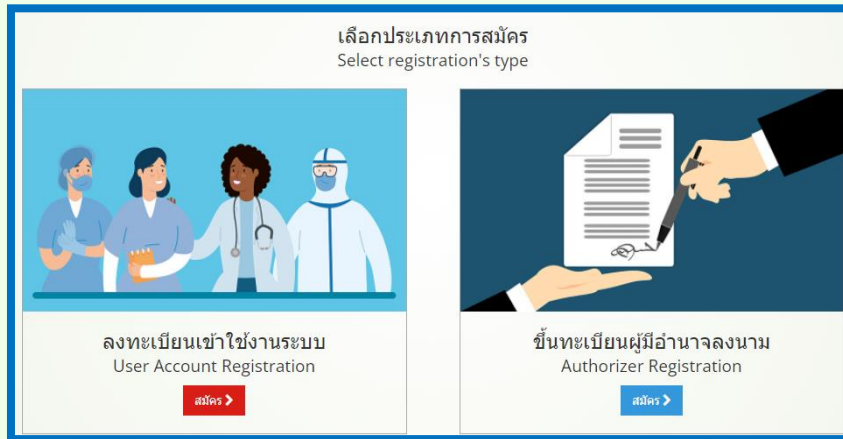 เลือกประเภทการสมัคร
Select registration's type
ลงทะเบียนเข้าใช้งานระบบ
User Account Registration
สมัคร
ขึ้นทะเบียนผู้มีอำนาจลงนาม
Authorizer Registration
สมัคร